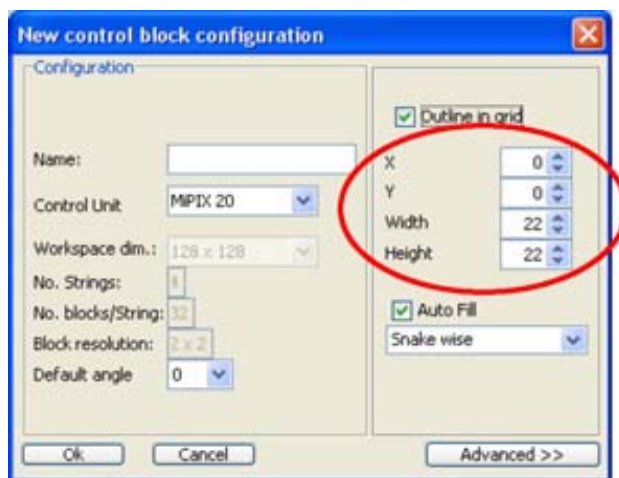 New control block configuration
Configuration
Name:
Control Unit
MiPIX 20
Workspace dim.:
128 x 128
No. Strings:
4
No. blocks/String:
32
Block resolution:
2 x 2
Default angle
0
Outline in grid
X
0
Y
0
Width
22
Height
22
Auto Fill
Snake wise
Ok
Cancel
Advanced >>